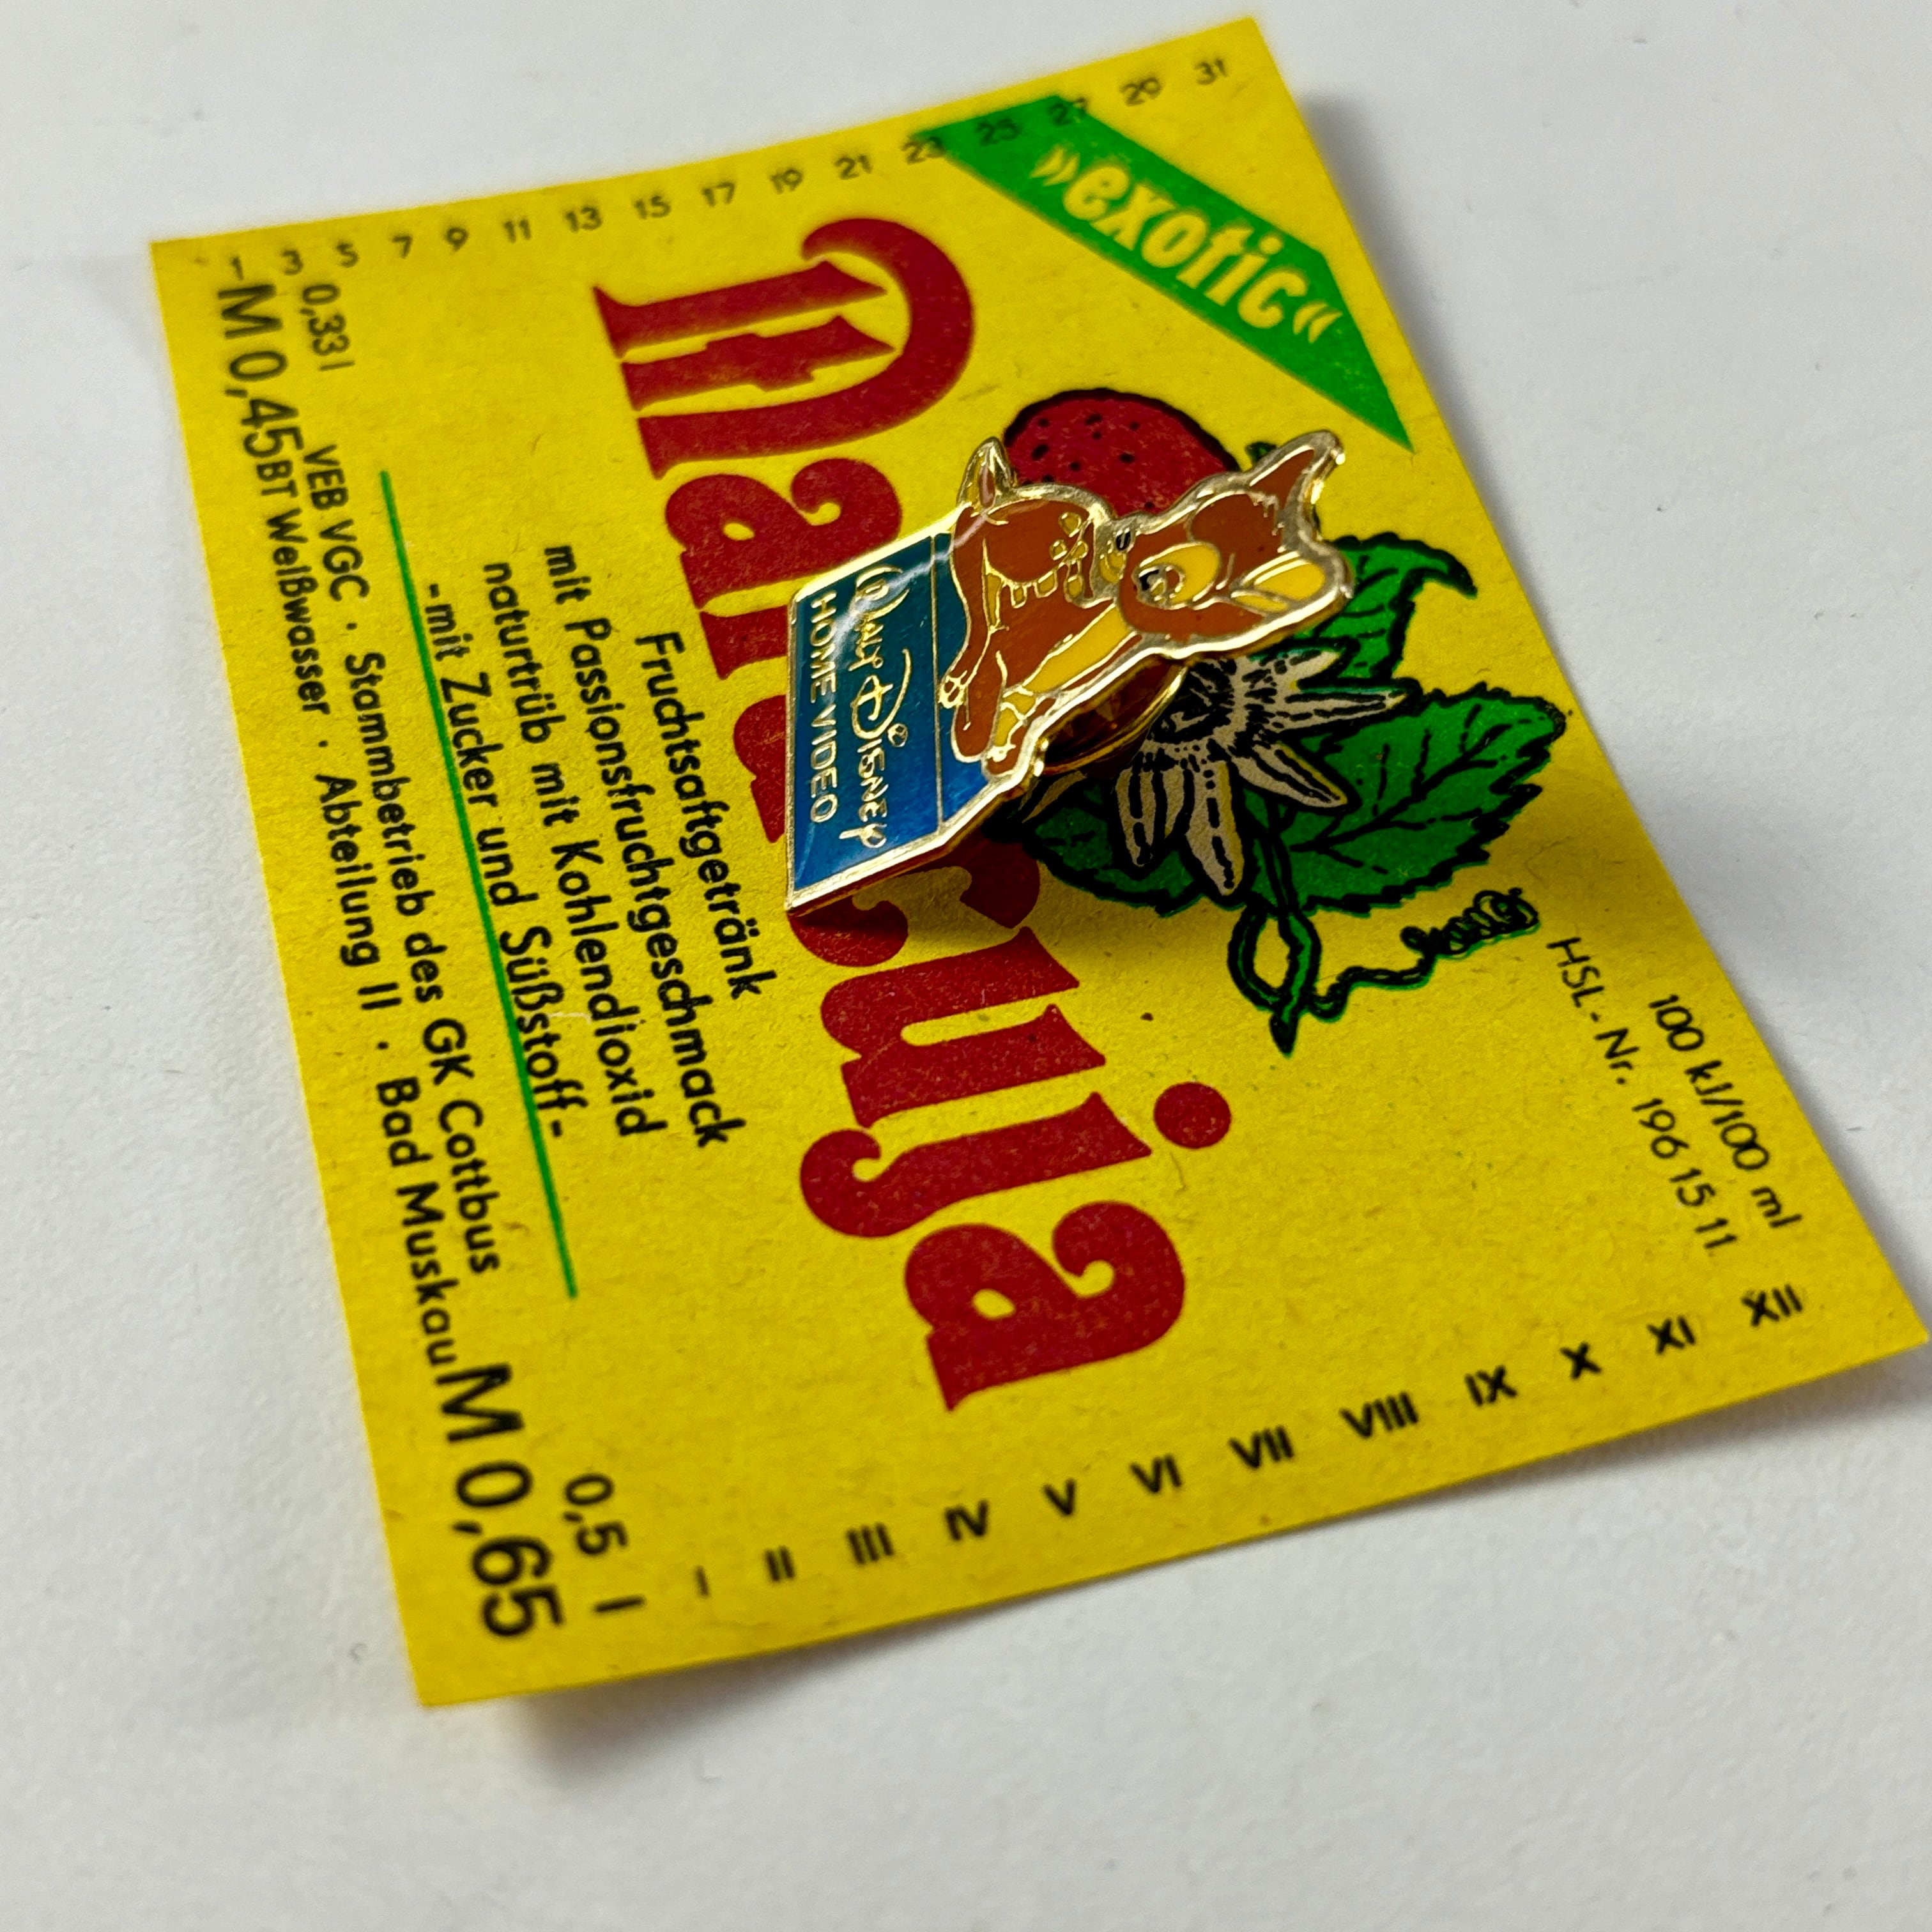 1 3 5 7 9 11 13 15 17 19 21 23 25 27 29 31
»exotic«
100 kJ/100 ml
HSL-Nr. 196 15 11
Maracuja
WALT DISNEY
HOME VIDEO
Fruchtsaftgetränk
mit Passionsfruchtgeschmack
naturtrüb mit Kohlendioxid
-mit Zucker und Süßstoff-
0,33 l
M 0,45
VEB VGC · Stammbetrieb des GK Cottbus
BT Weißwasser · Abteilung II · Bad Muskau
0,5 l
M 0,65
I II III IV V VI VII VIII IX X XI XII